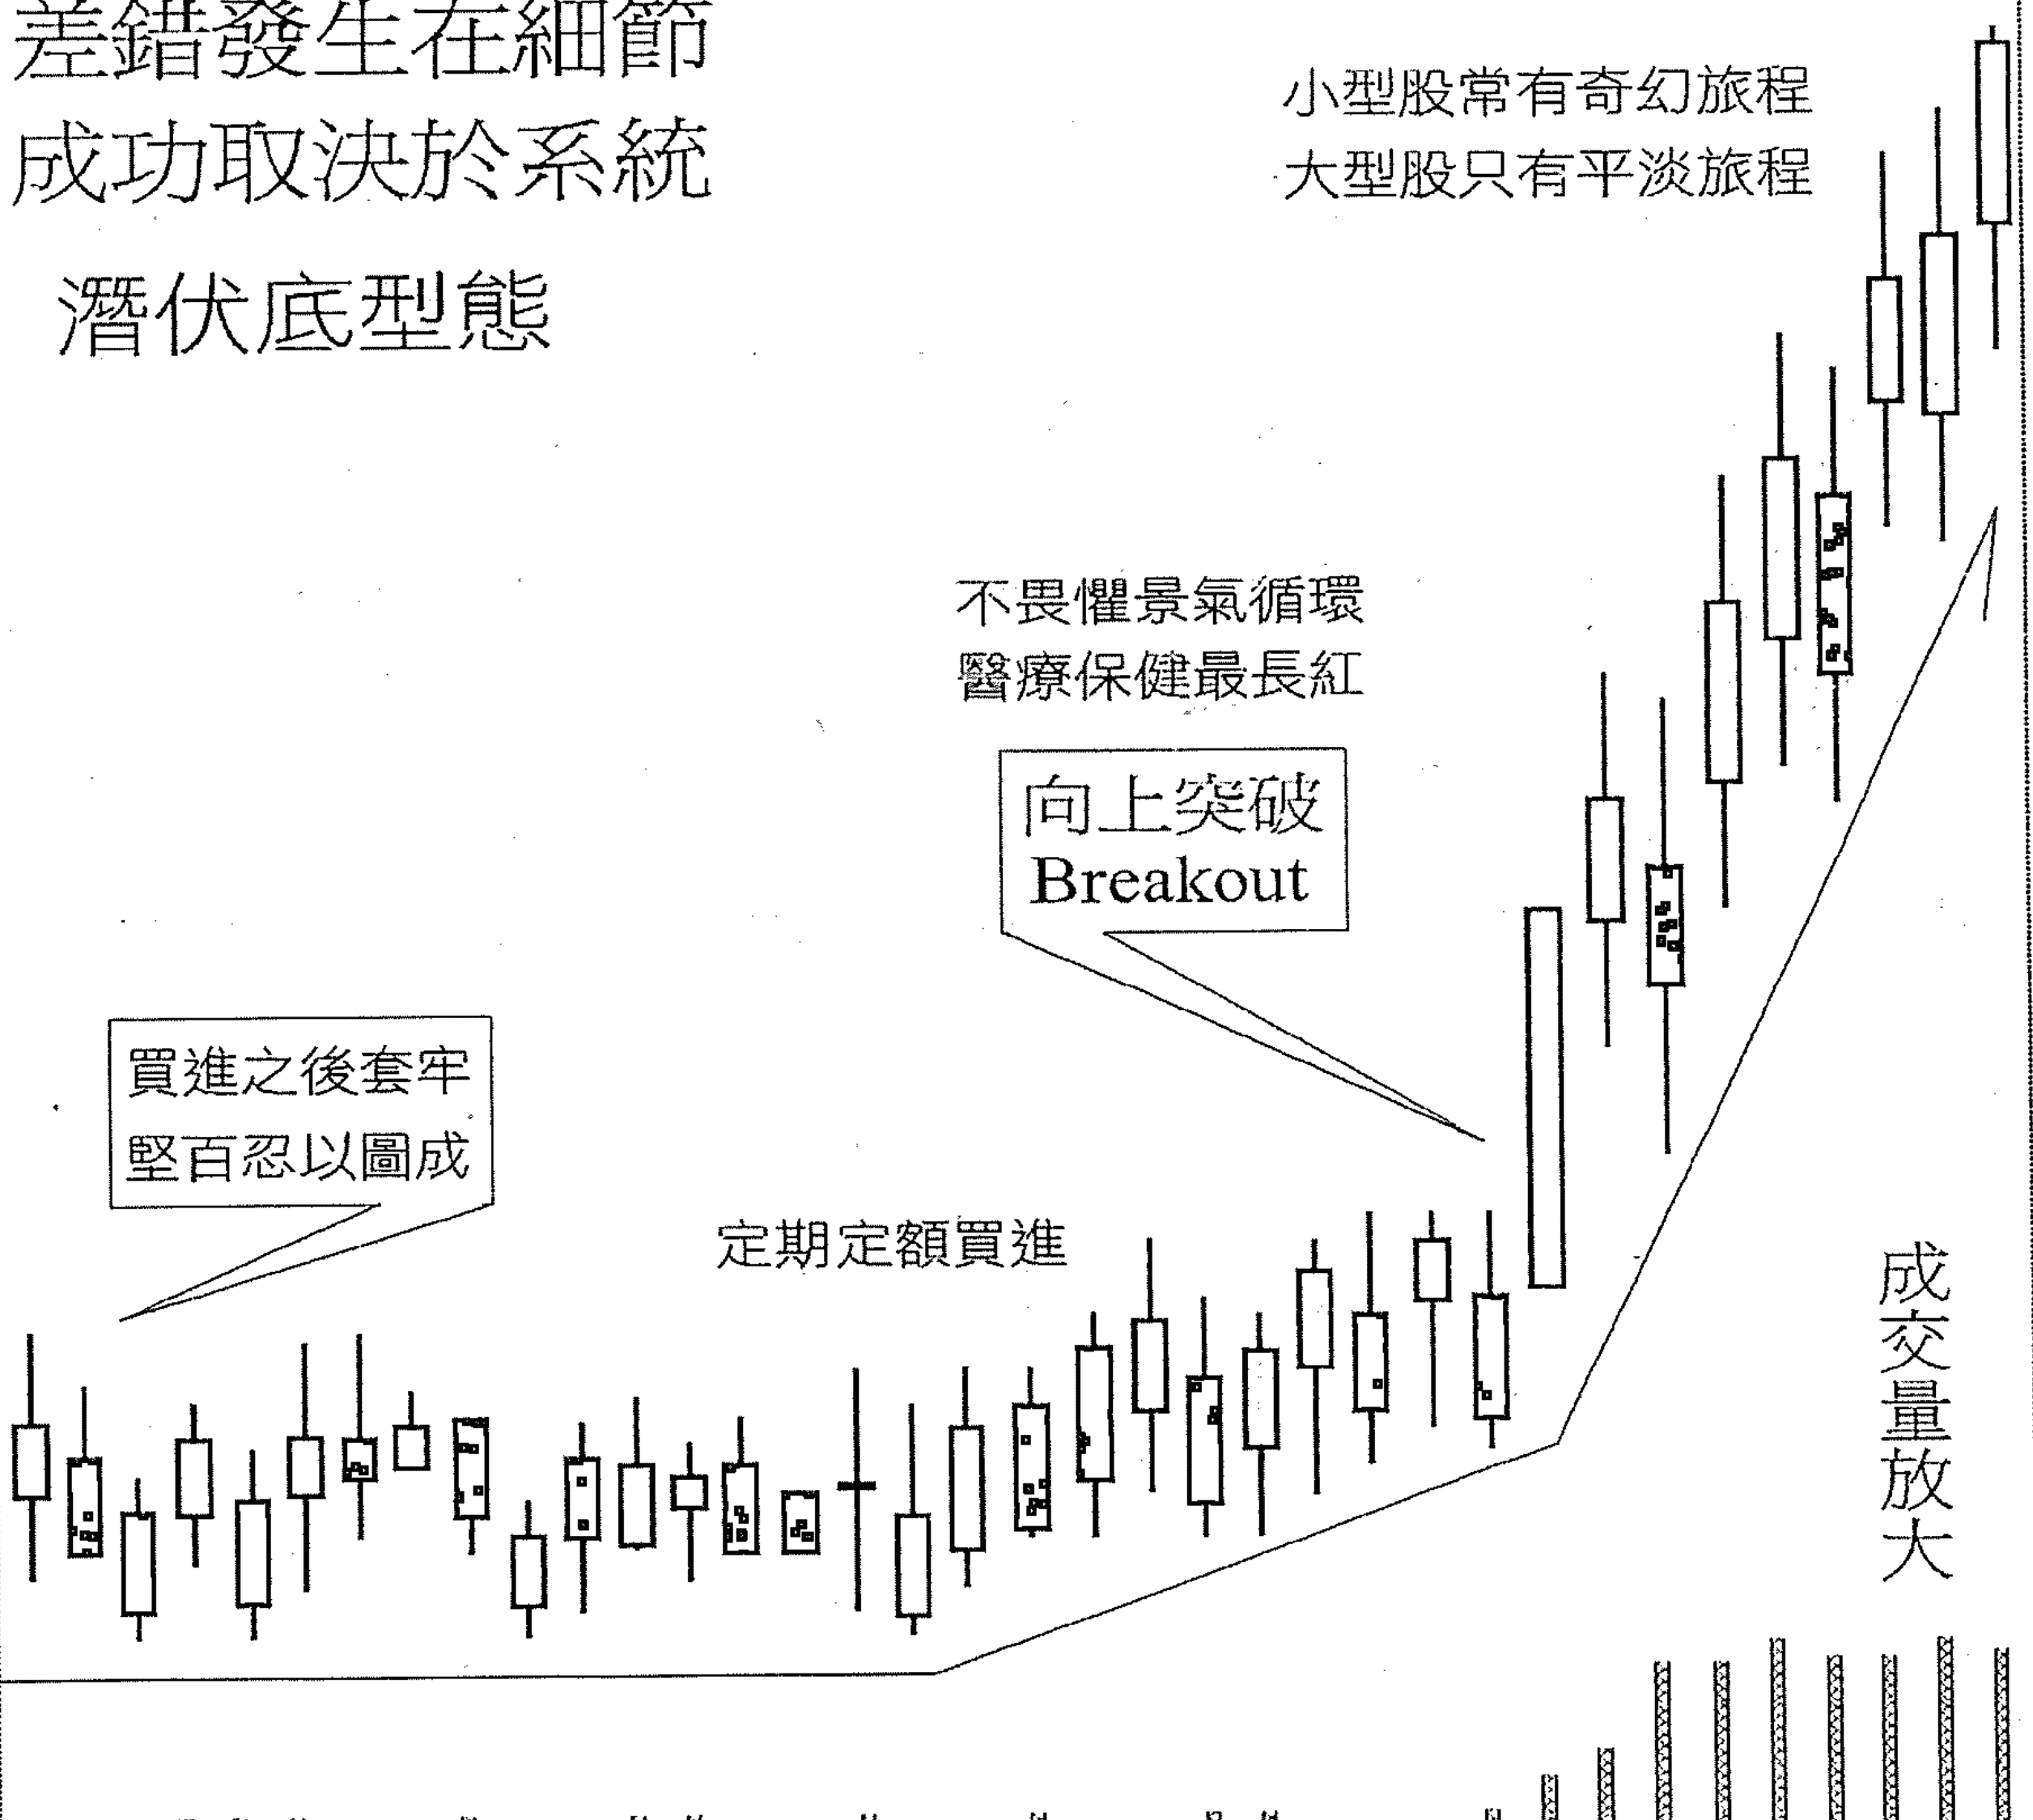 差錯發生在細節
成功取決於系統
潛伏底型態
小型股常有奇幻旅程
大型股只有平淡旅程
不畏懼景氣循環
醫療保健最長紅
向上突破
Breakout
買進之後套牢
堅百忍以圖成
定期定額買進
成交量放大